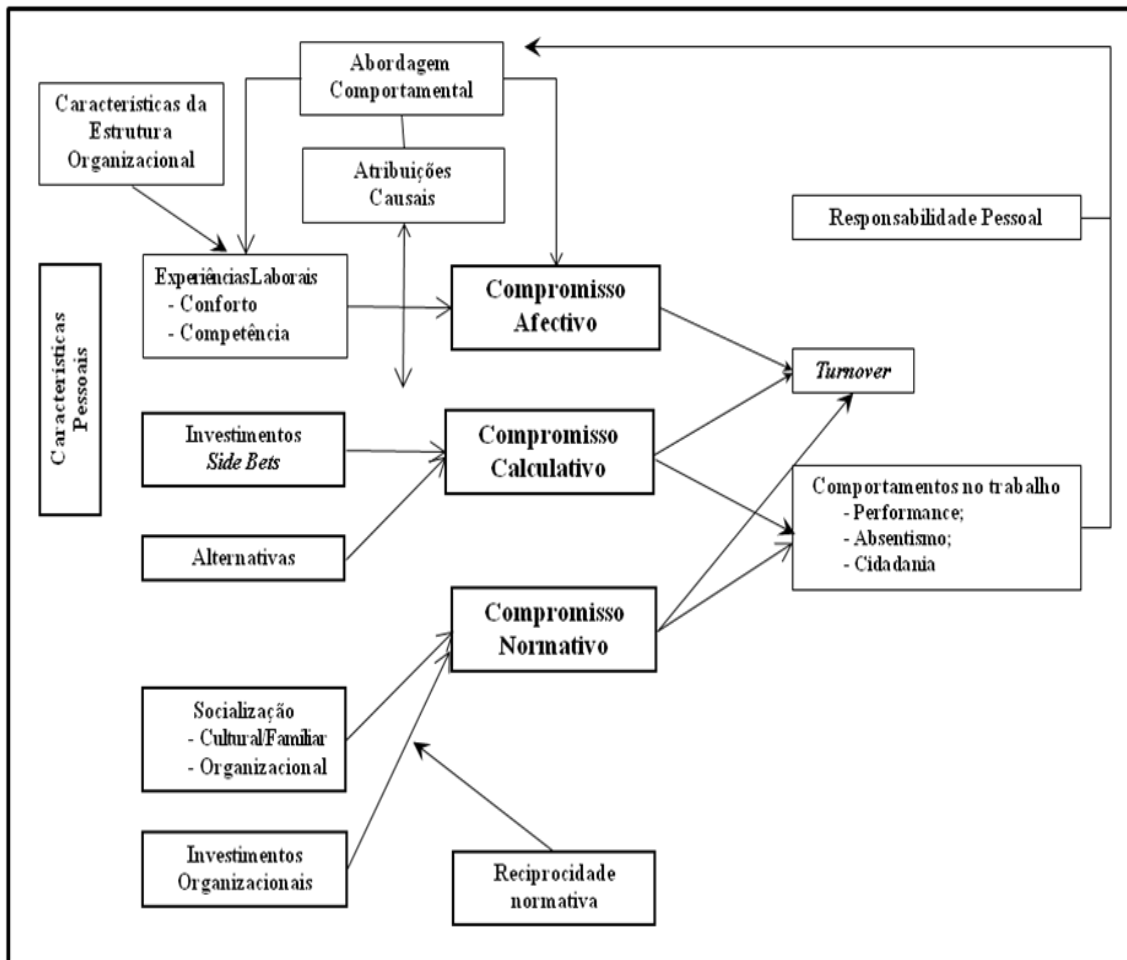 Abordagem
Comportamental
Características da
Estrutura
Organizacional
Atribuições
Causais
Responsabilidade Pessoal
Características
Pessoais
Experiências Laborais
- Conforto
- Competência
Compromisso
Afectivo
Turnover
Investimentos
Side Bets
Compromisso
Calculativo
Comportamentos no trabalho
- Performance;
- Absentismo;
- Cidadania
Alternativas
Compromisso
Normativo
Socialização
- Cultural/Familiar
- Organizacional
Investimentos
Organizacionais
Reciprocidade
normativa